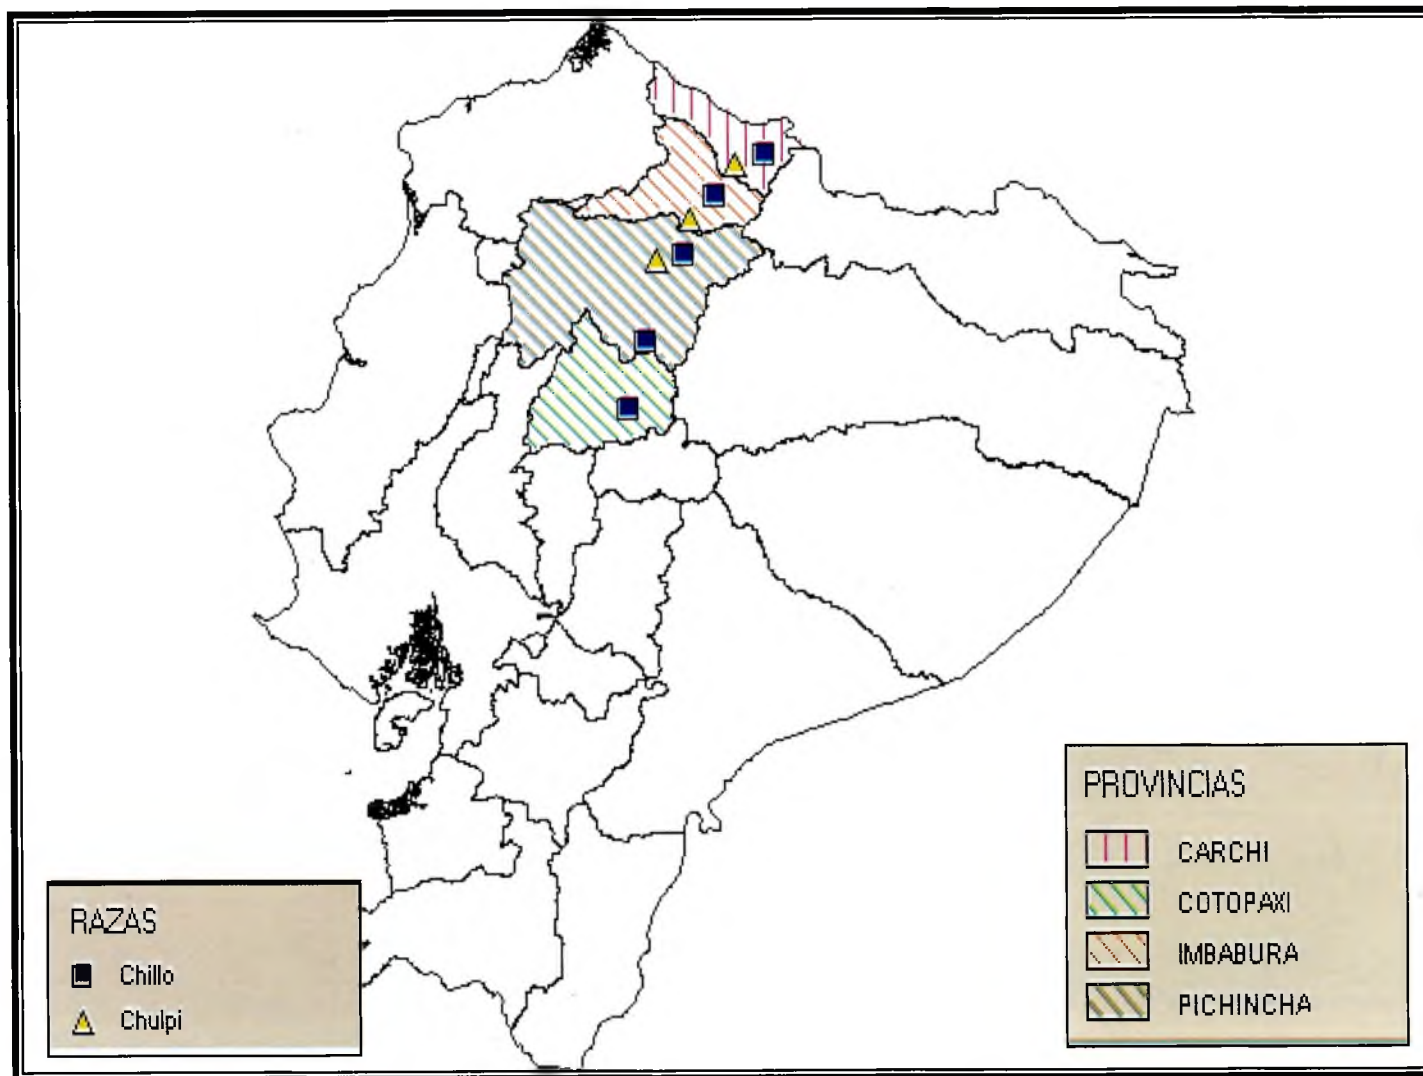 RAZAS
Chillo
Chulpi
PROVINCIAS
CARCHI
COTOPAXI
IMBABURA
PICHINCHA